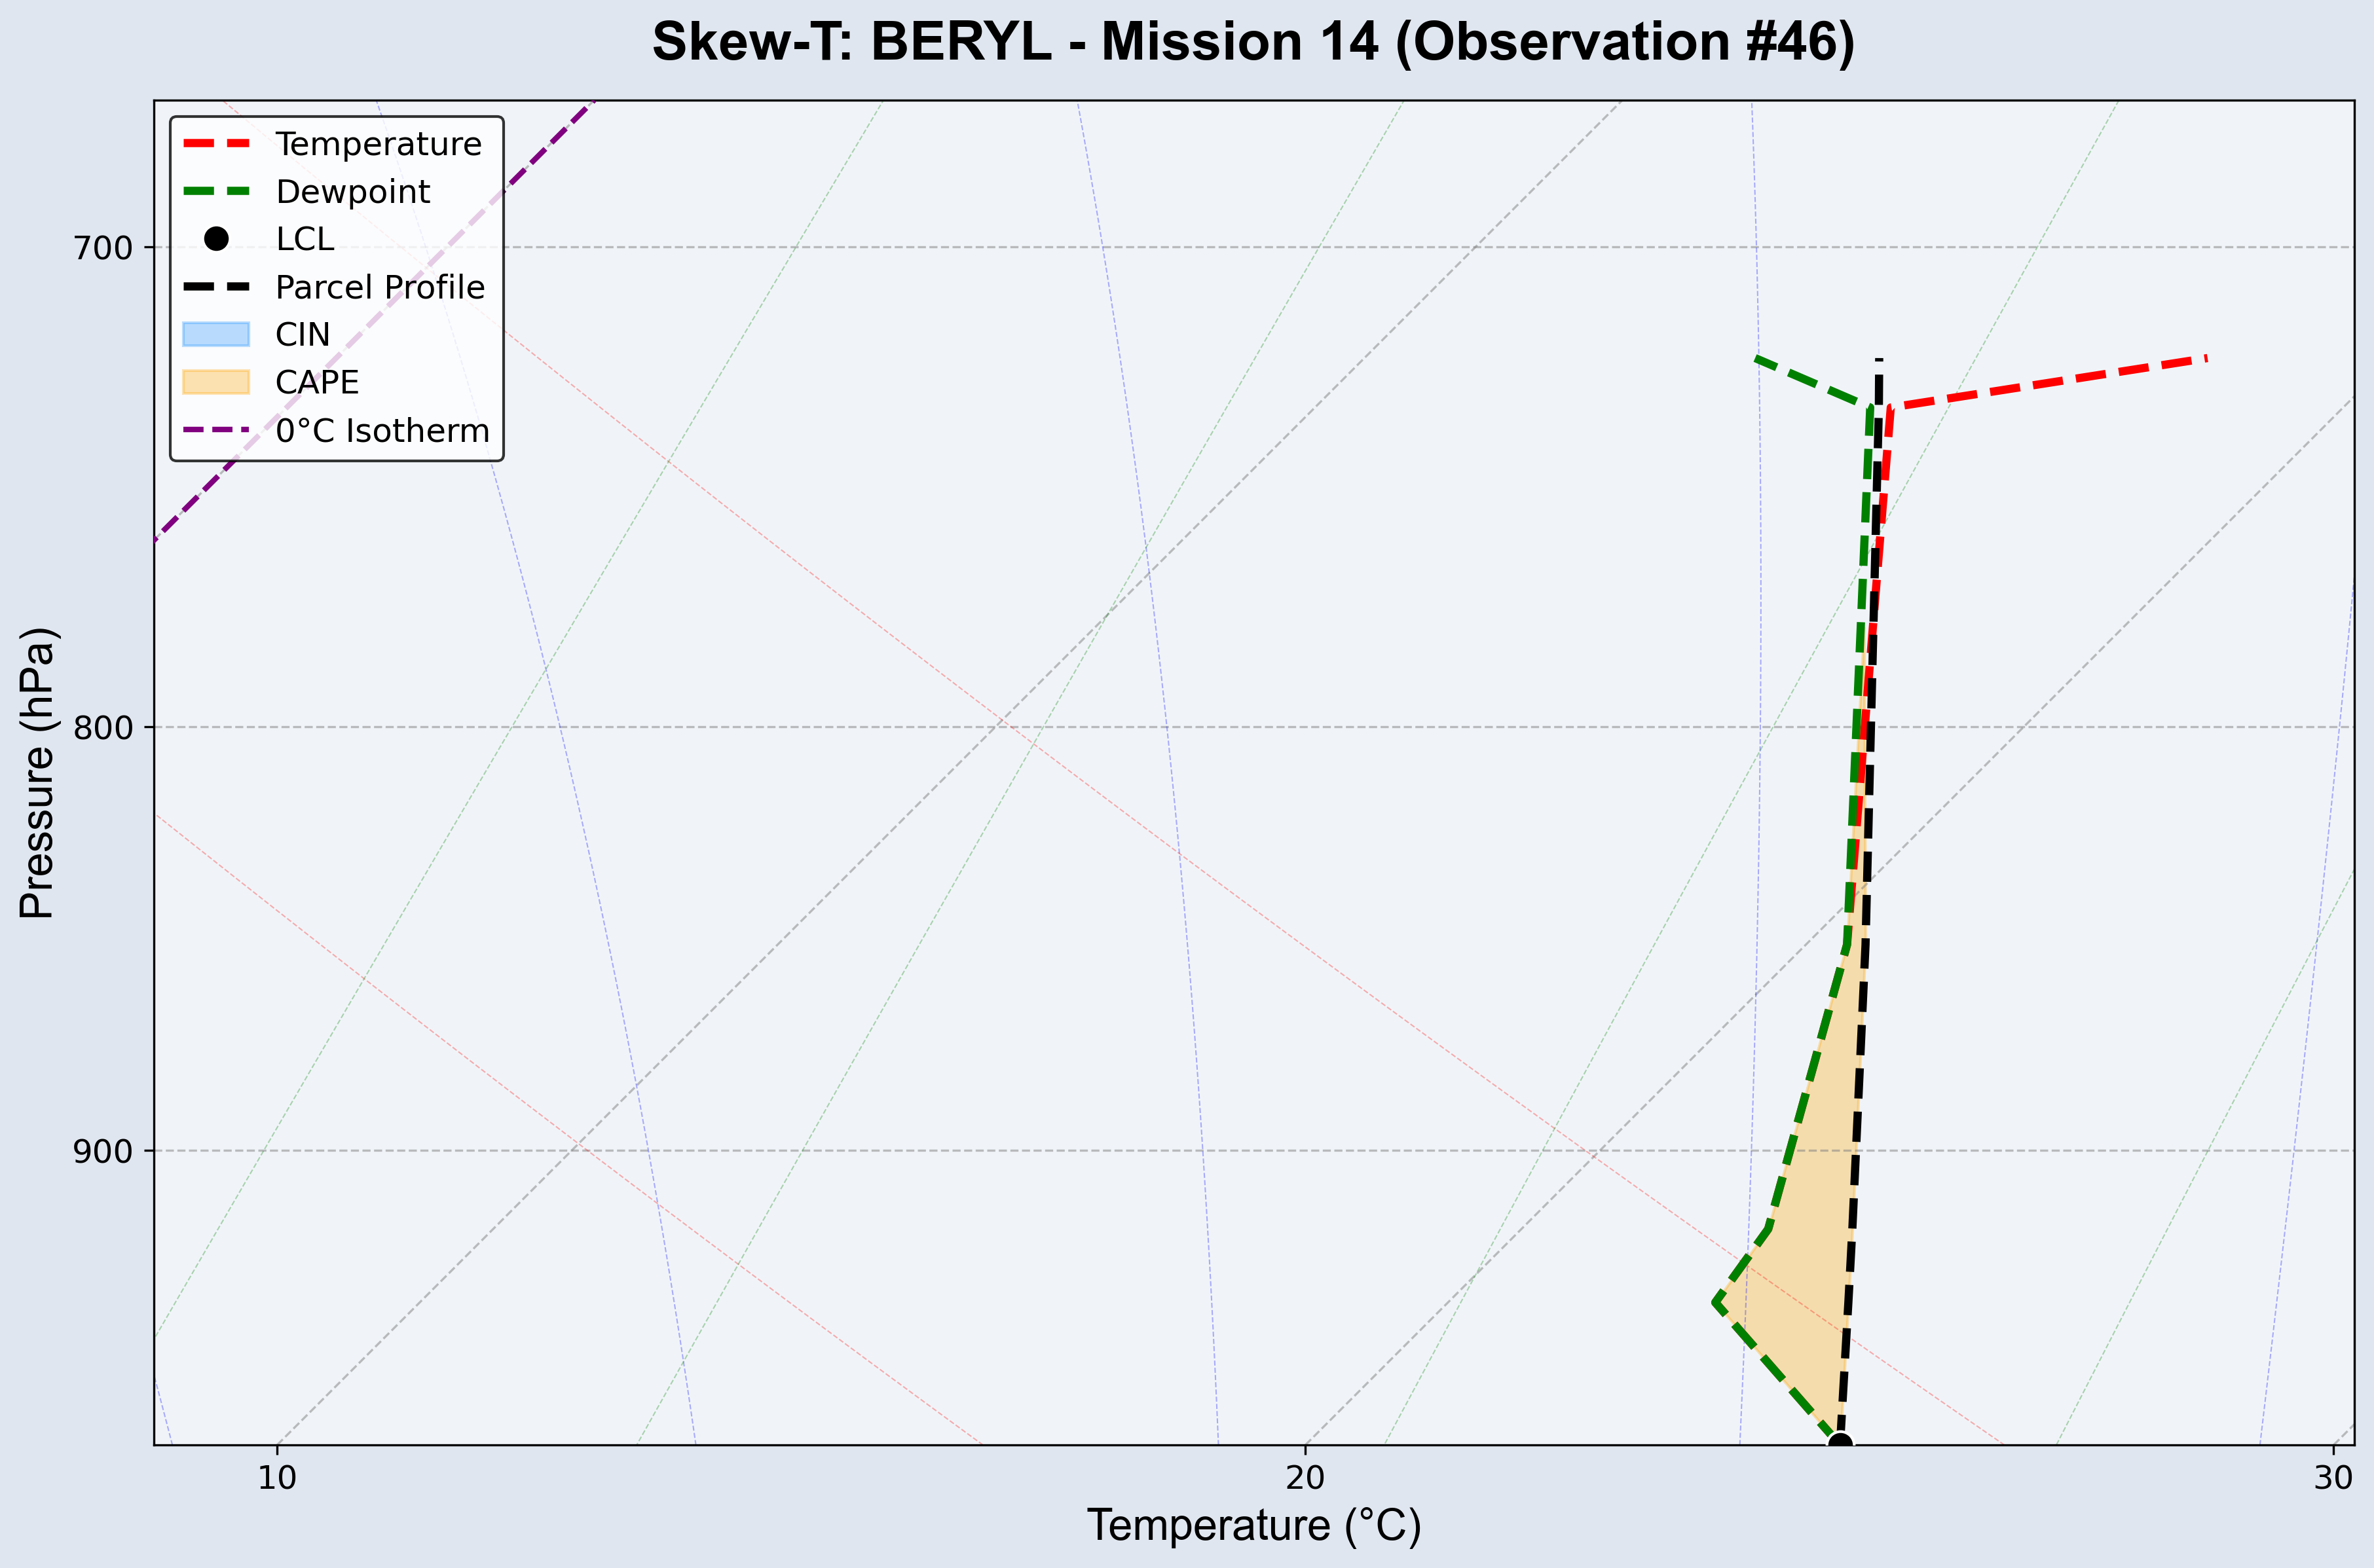 Skew-T: BERYL - Mission 14 (Observation #46)
Temperature
Dewpoint
LCL
Parcel Profile
CIN
CAPE
0°C Isotherm
700
800
900
Pressure (hPa)
10
20
30
Temperature (°C)